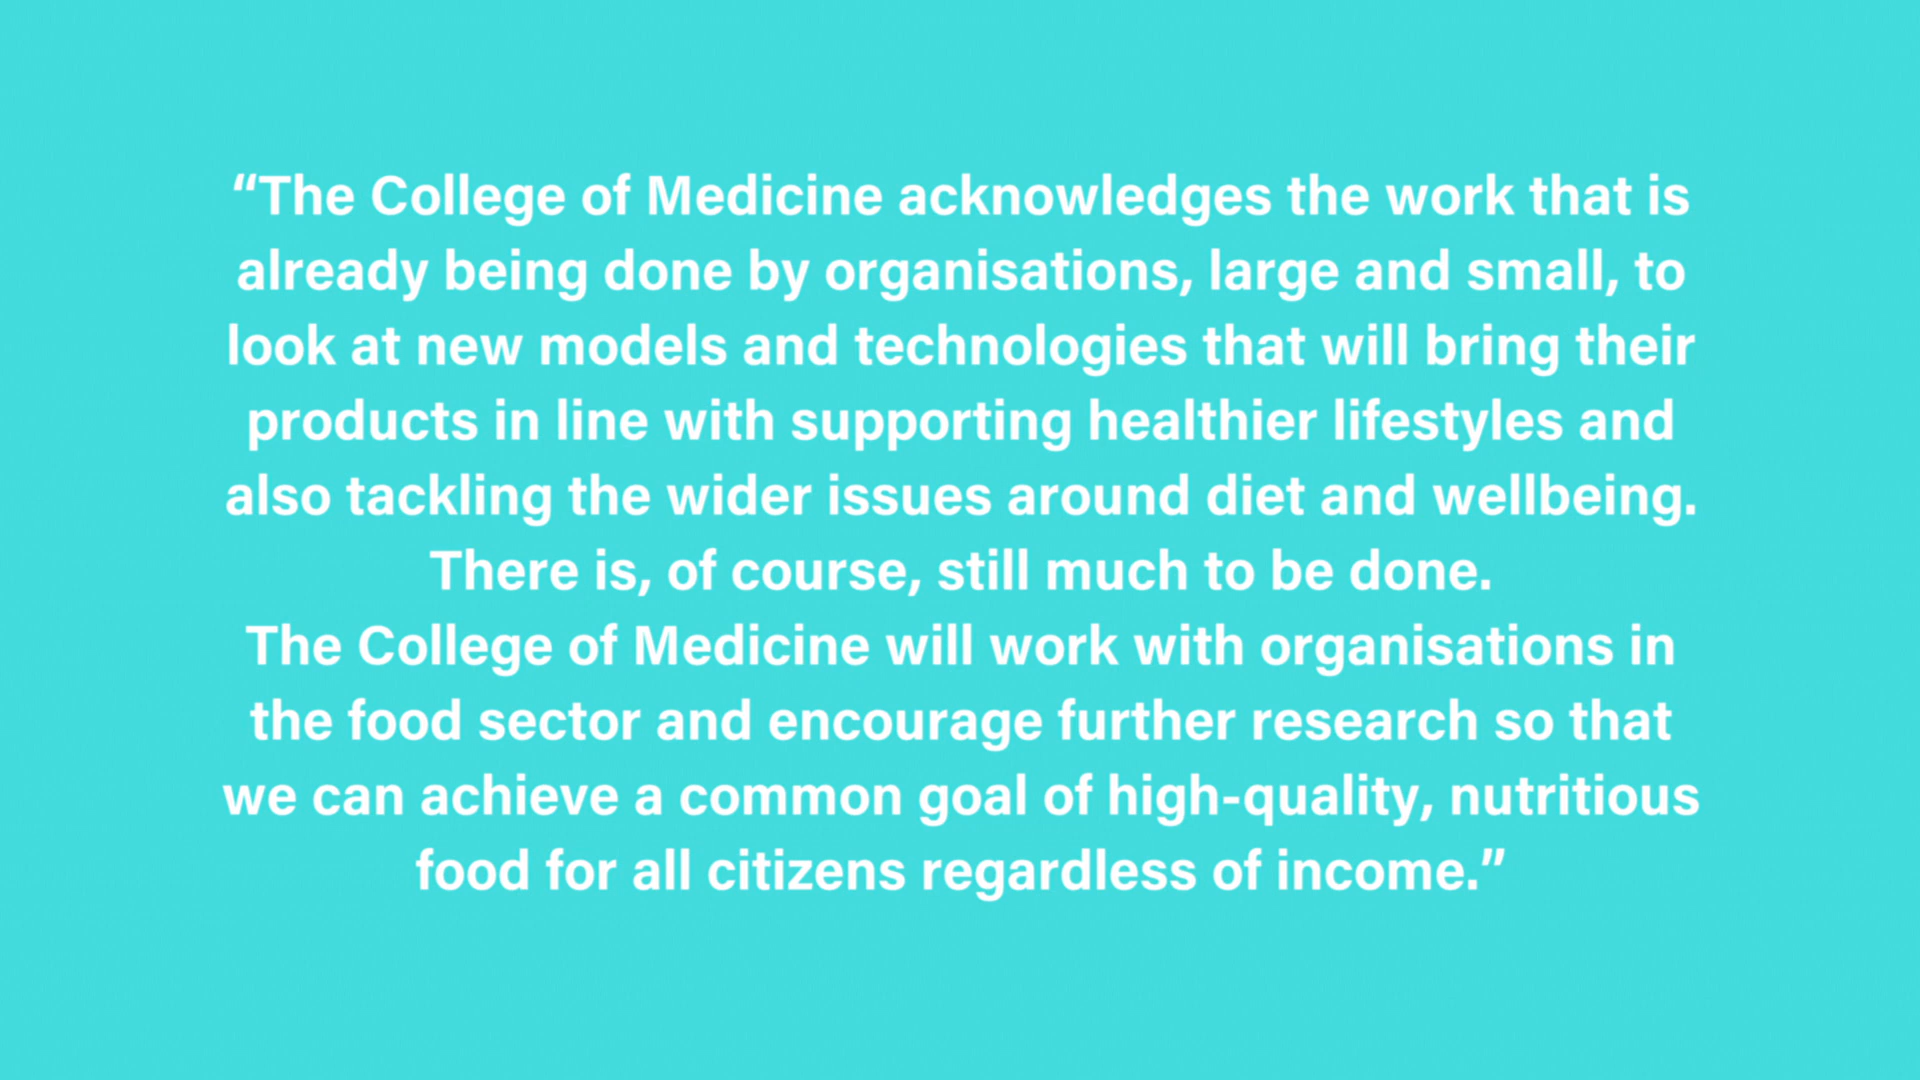 “The College of Medicine acknowledges the work that is
already being done by organisations, large and small, to
look at new models and technologies that will bring their
products in line with supporting healthier lifestyles and
also tackling the wider issues around diet and wellbeing.
There is, of course, still much to be done.
The College of Medicine will work with organisations in
the food sector and encourage further research so that
we can achieve a common goal of high-quality, nutritious
food for all citizens regardless of income.”